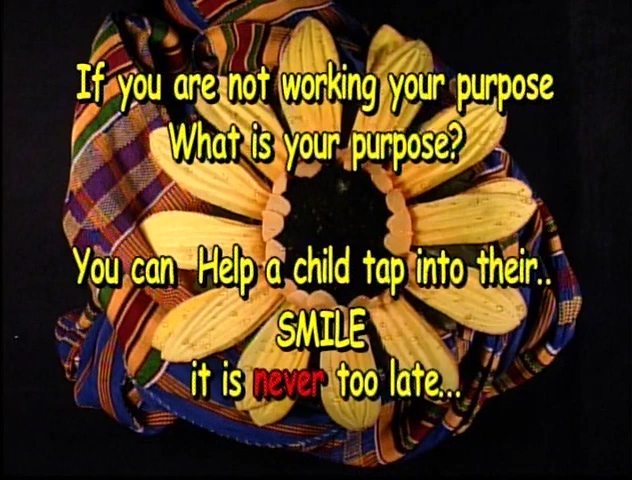 If you are not working your purpose
What is your purpose?
You can Help a child tap into their..
SMILE
it is never too late...